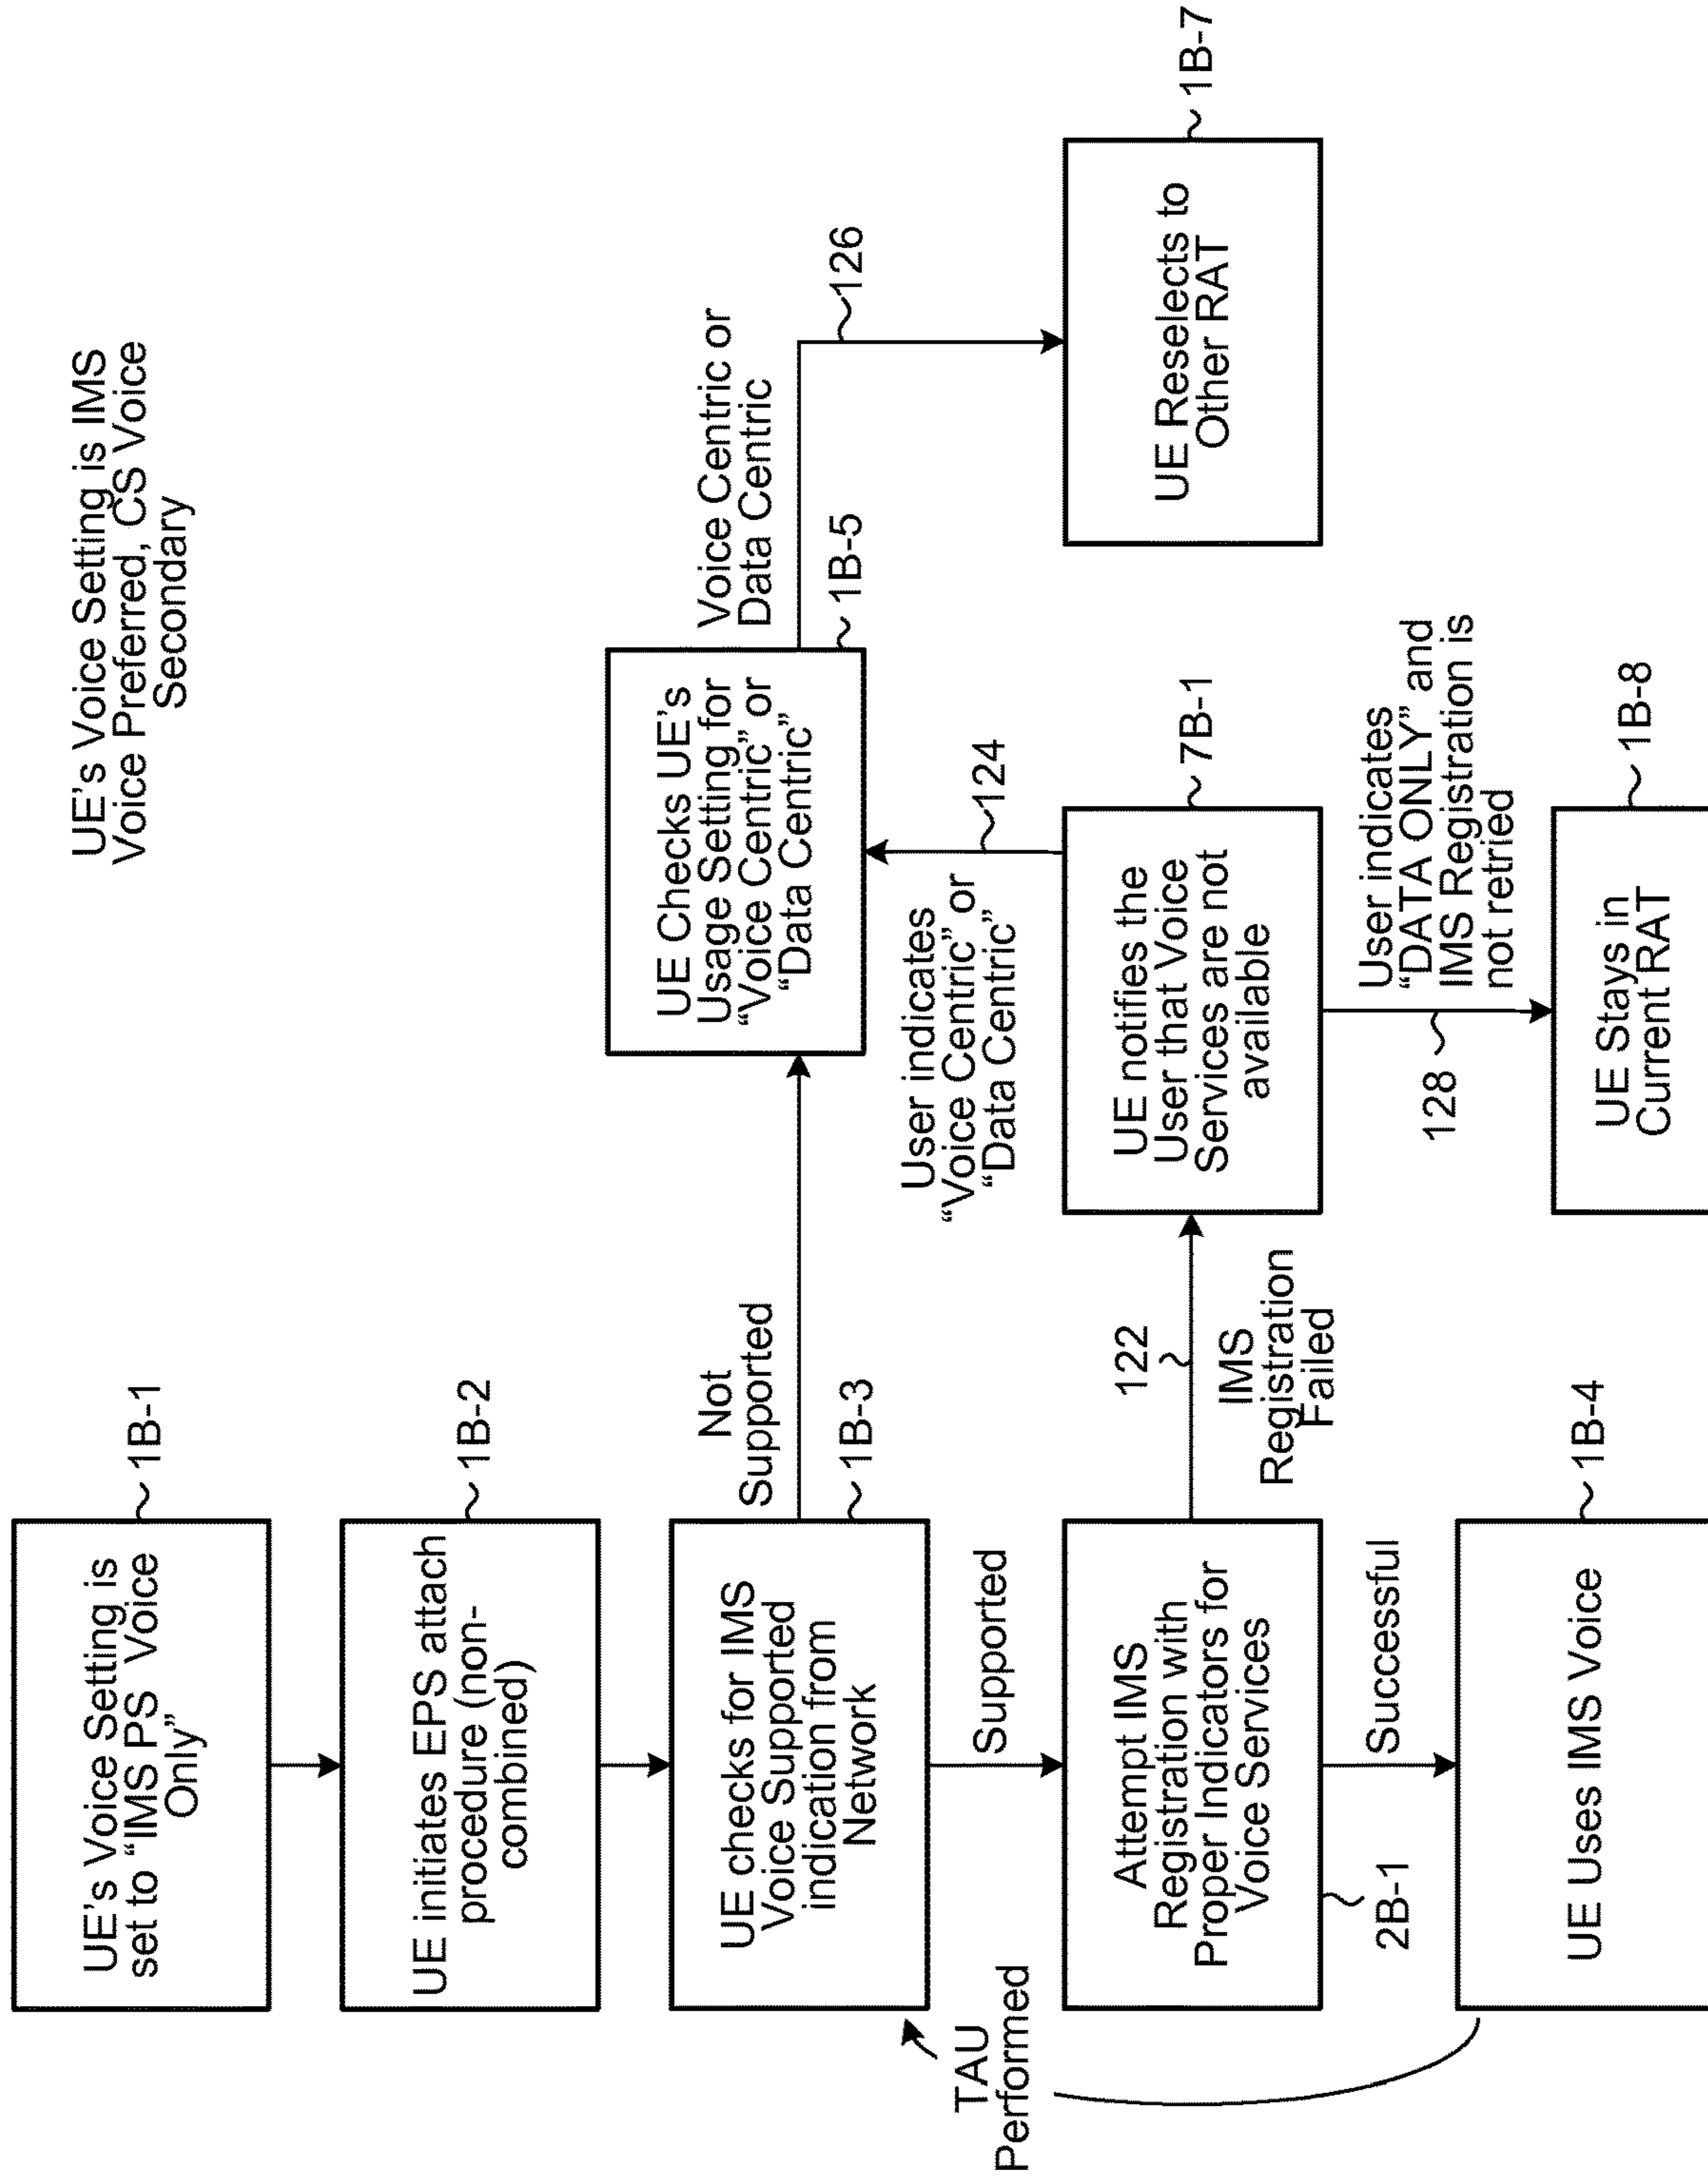 UE's Voice Setting is IMS
Voice Preferred, CS Voice
Secondary
UE's Voice Setting is
set to “IMS PS Voice
Only”
1B-1
UE initiates EPS attach
procedure (non-
combined)
1B-2
UE checks for IMS
Voice Supported
indication from
Network
1B-3
Not
Supported
UE Checks UE's
Usage Setting for
“Voice Centric” or
“Data Centric”
1B-5
Voice Centric or
Data Centric
126
Supported
User indicates
“Voice Centric” or
“Data Centric”
124
TAU
Performed
Attempt IMS
Registration with
Proper Indicators for
Voice Services
2B-1
122
IMS
Registration
Failed
UE notifies the
User that Voice
Services are not
available
7B-1
UE Reselects to
Other RAT
1B-7
Successful
128
User indicates
“DATA ONLY” and
IMS Registration is
not retried
UE Uses IMS Voice
1B-4
UE Stays in
Current RAT
1B-8